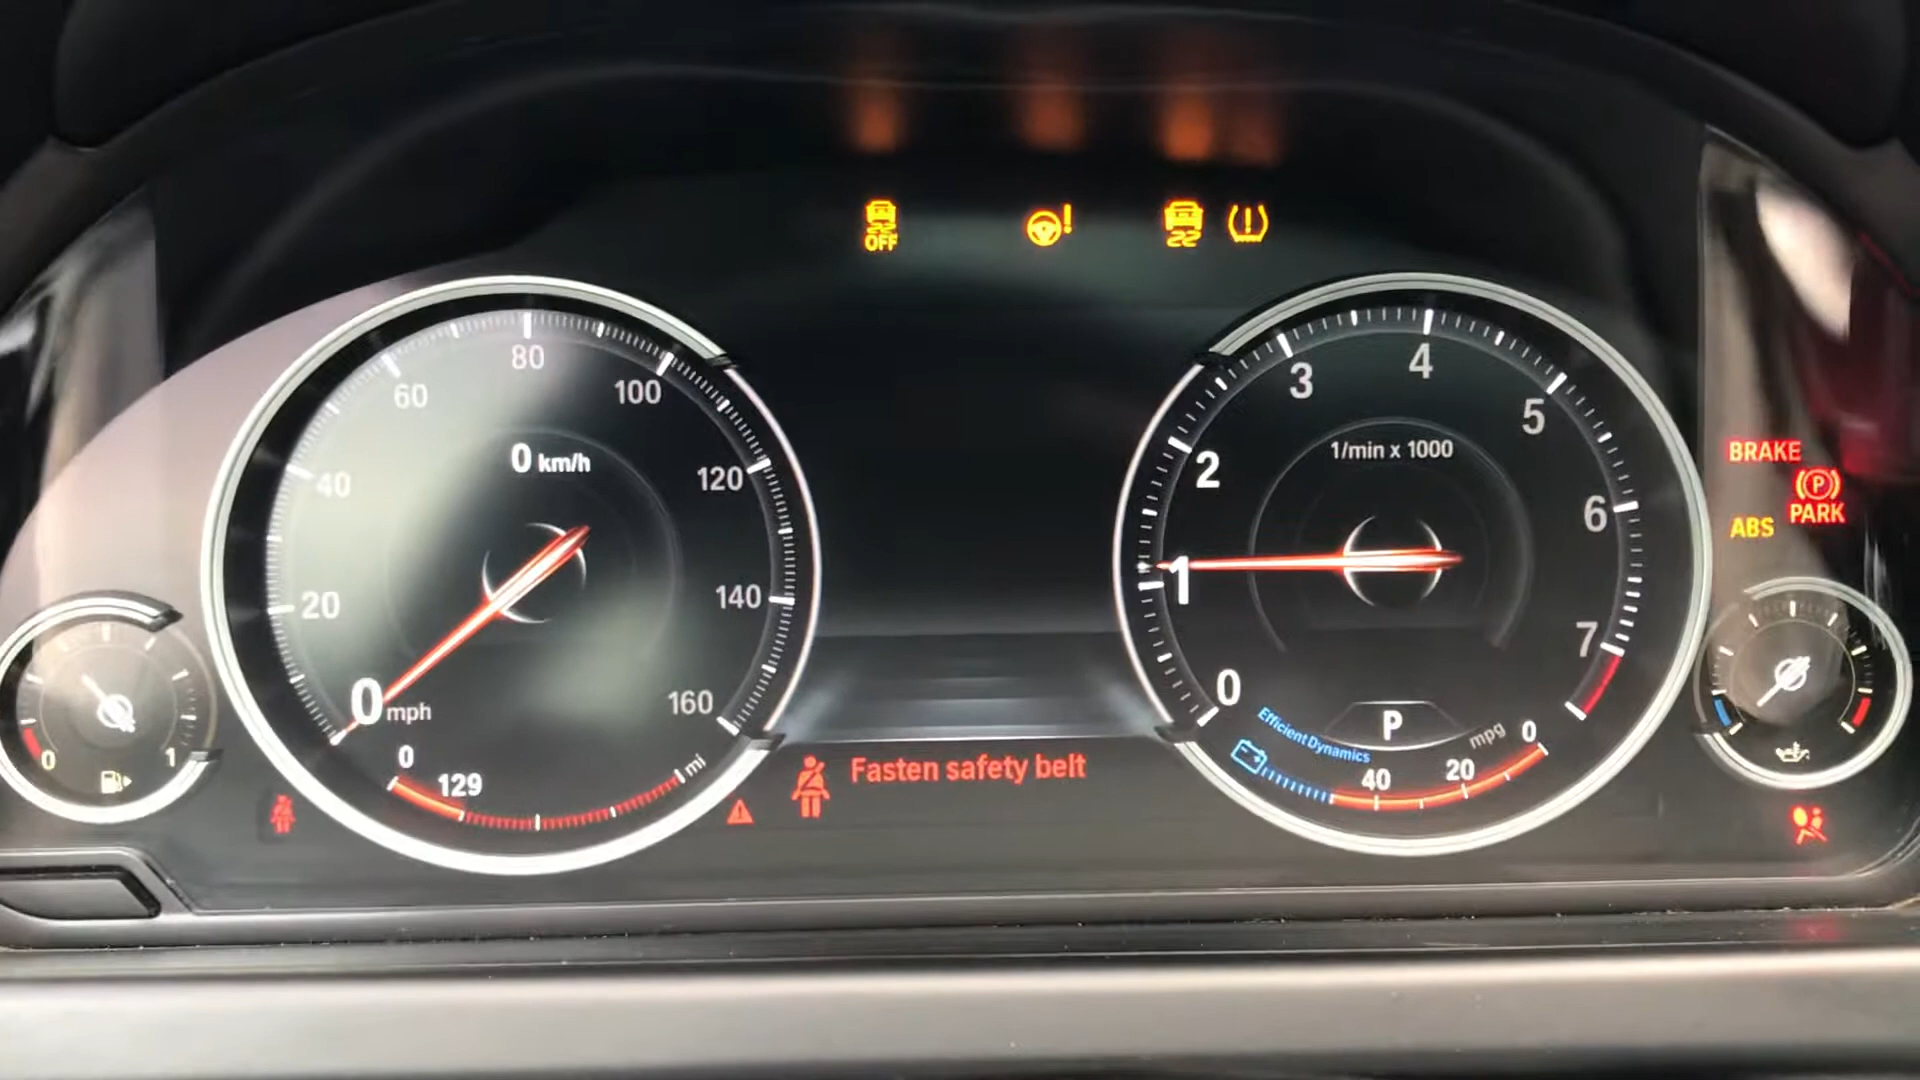 OFF
80
60
100
0 km/h
40
120
20
140
0 mph
160
0
129
mi
0
1
Fasten safety belt
4
3
5
1/min x 1000
2
6
1
7
0
P
Efficient Dynamics
mpg
0
20
40
BRAKE
P
PARK
ABS